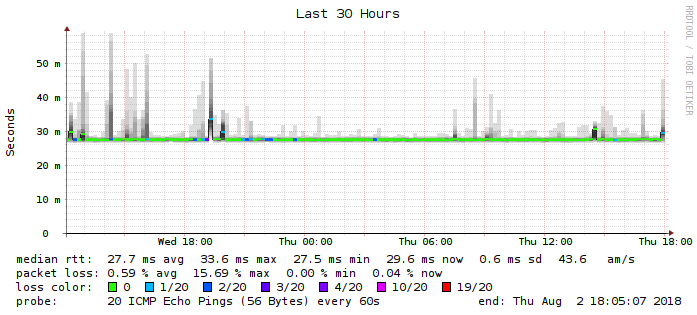 Last 30 Hours
RRDTOOL / TOBI OETIKER
Seconds
50 m
40 m
30 m
20 m
10 m
0
Wed 18:00 Thu 00:00 Thu 06:00 Thu 12:00 Thu 18:00
median rtt: 27.7 ms avg 33.6 ms max 27.5 ms min 29.6 ms now 0.6 ms sd 43.6 am/s
packet loss: 0.59 % avg 15.69 % max 0.00 % min 0.04 % now
loss color: 0 1/20 2/20 3/20 4/20 10/20 19/20
probe: 20 ICMP Echo Pings (56 Bytes) every 60s end: Thu Aug 2 18:05:07 2018